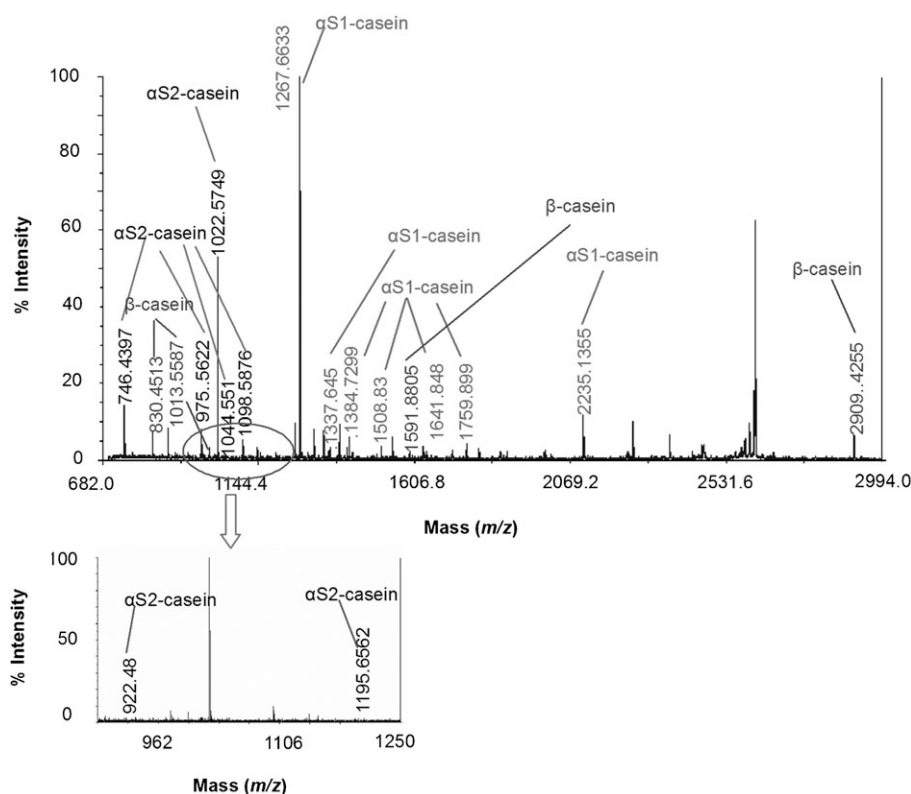 αS1-casein
1267.6633
100
αS2-casein
80
1022.5749
β-casein
60
αS2-casein
αS1-casein
αS1-casein
αS1-casein
β-casein
β-casein
% Intensity
40
20
0
746.4397
830.4513
1013.5587
975.5622
1044.551
1098.5876
1337.645
.1384.7299
1508.83
1591.8805
1641.848
1759.899
2235.1355
2909..4255
682.0
1144.4
1606.8
2069.2
2531.6
2994.0
Mass (m/z)
100
αS2-casein
αS2-casein
% Intensity
50
922.48
1195.6562
0
962
1106
1250
Mass (m/z)